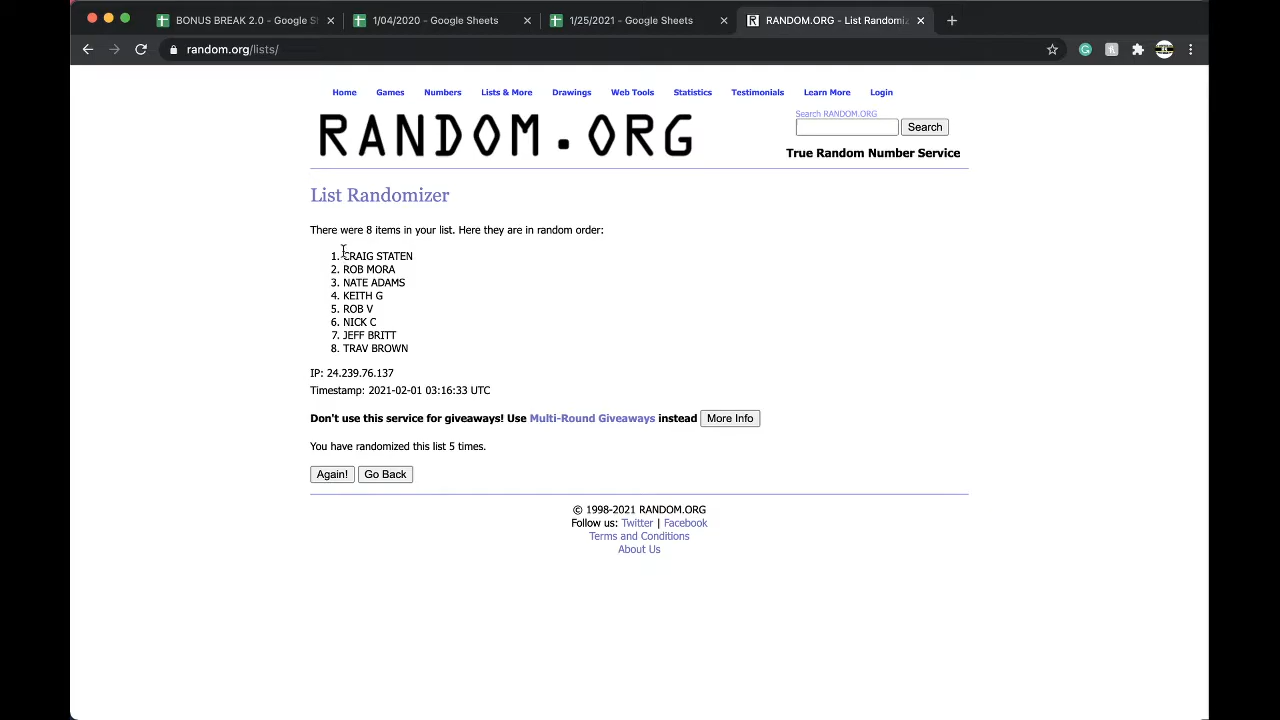 BONUS BREAK 2.0 - Google S
1/04/2020 - Google Sheets
1/25/2021 - Google Sheets
RANDOM.ORG - List Randomiz
random.org/lists/
Home Games Numbers Lists & More Drawings Web Tools Statistics Testimonials Learn More Login
RANDOM.ORG
Search RANDOM.ORG
Search
True Random Number Service
List Randomizer
There were 8 items in your list. Here they are in random order:
1. CRAIG STATEN
2. ROB MORA
3. NATE ADAMS
4. KEITH G
5. ROB V
6. NICK C
7. JEFF BRITT
8. TRAV BROWN
IP: 24.239.76.137
Timestamp: 2021-02-01 03:16:33 UTC
Don't use this service for giveaways! Use Multi-Round Giveaways instead More Info
You have randomized this list 5 times.
Again! Go Back
© 1998-2021 RANDOM.ORG
Follow us: Twitter | Facebook
Terms and Conditions
About Us